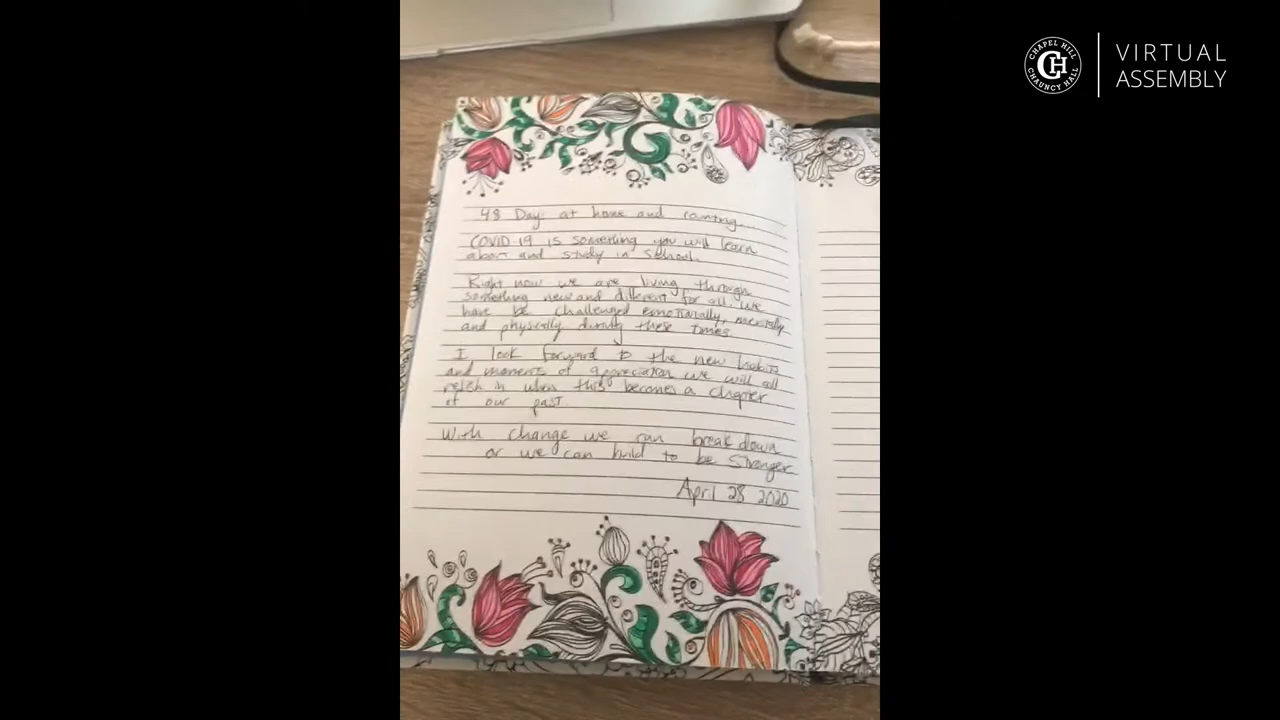 48 Days at home and counting...
COVID-19 is something you will learn
about and study in school.
Right now we are living through
something new and different for all. We
have be challenged emotionally, mentally
and physically during these times.
I look forward to the new habits
and moments of appreciation we will all
relish in when this becomes a chapter
of our past.
With change we can break down
or we can build to be stronger
April 28 2020
CHAPEL HILL
CH
CHAUNCY HALL
VIRTUAL
ASSEMBLY